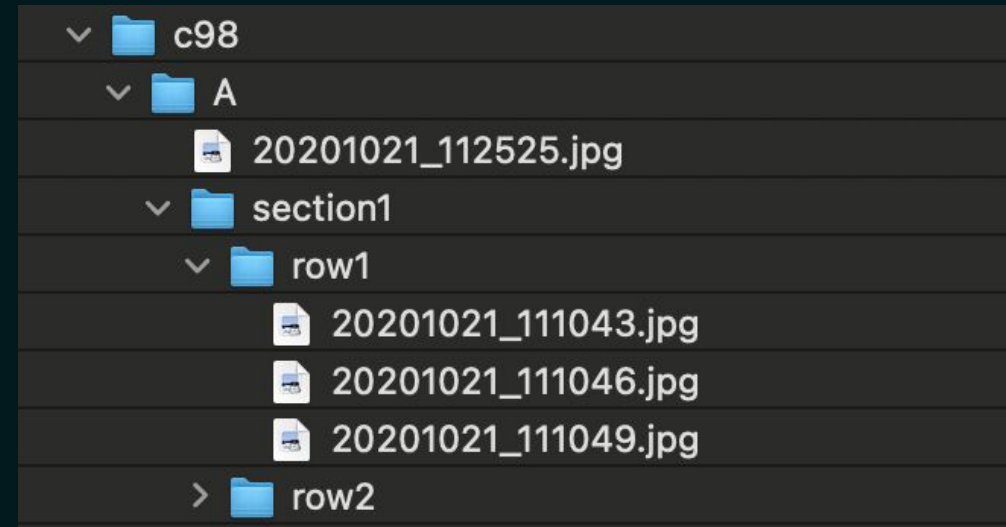 c98
A
20201021_112525.jpg
section1
row1
20201021_111043.jpg
20201021_111046.jpg
20201021_111049.jpg
row2